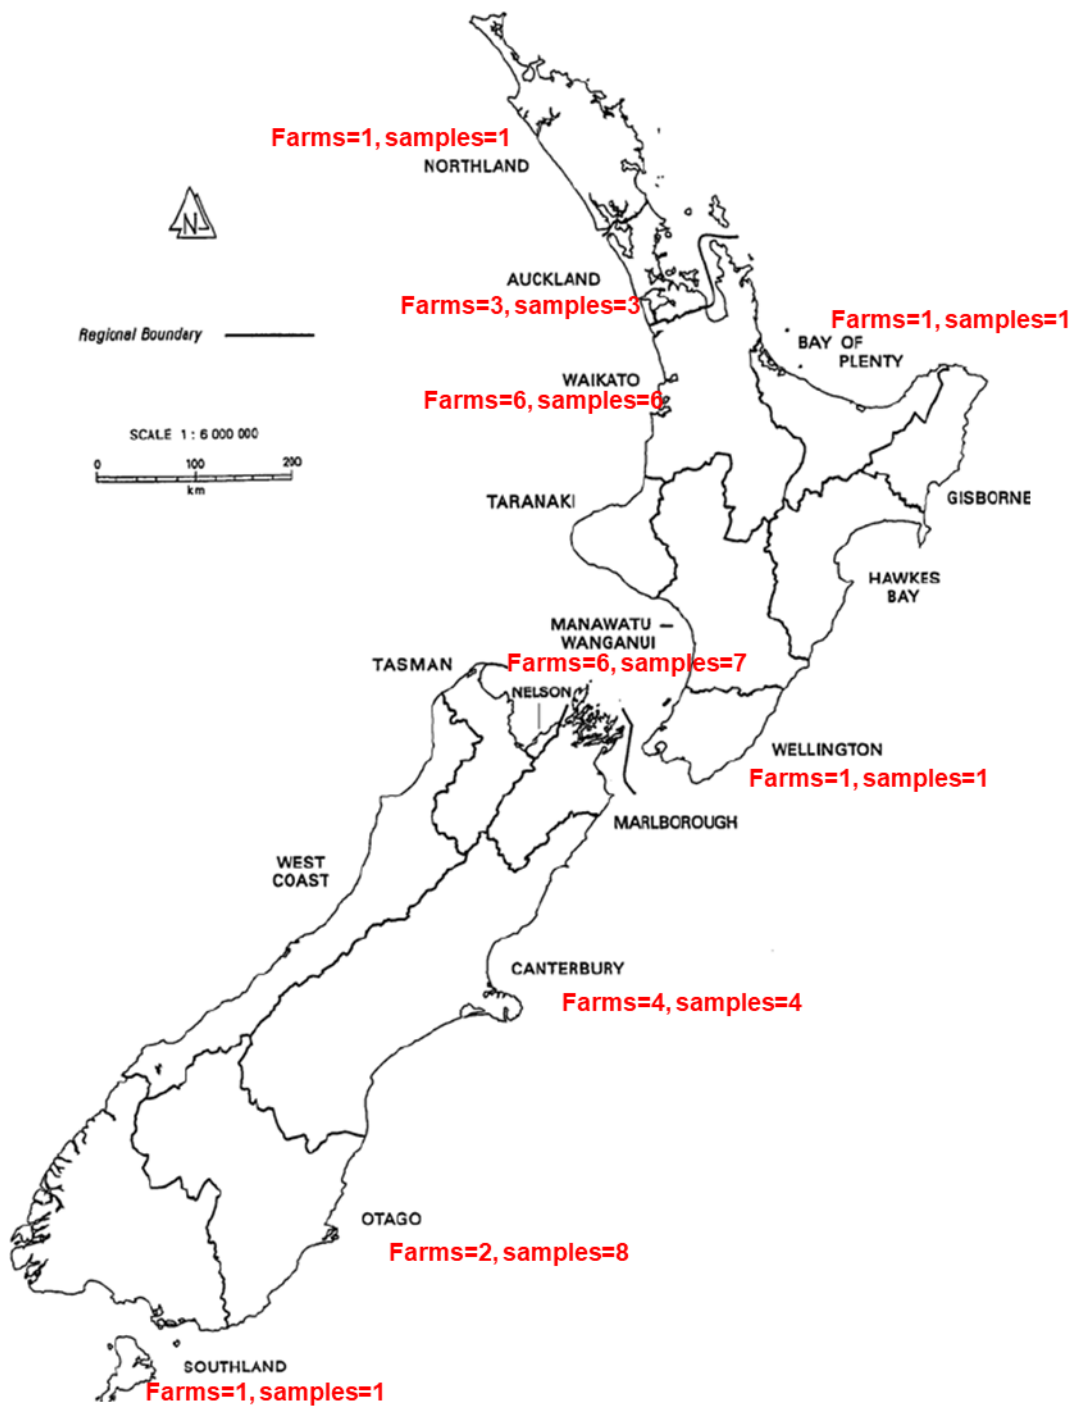 Farms=1, samples=1
NORTHLAND
N
AUCKLAND
Farms=3, samples=3
Regional Boundary
Farms=1, samples=1
BAY OF
PLENTY
WAIKATO
Farms=6, samples=6
SCALE 1 : 6 000 000
0 100 200
km
TARANAKI
GISBORNE
HAWKES
BAY
MANAWATU —
WANGANUI
Farms=6, samples=7
TASMAN
NELSON
WELLINGTON
Farms=1, samples=1
MARLBOROUGH
WEST
COAST
CANTERBURY
Farms=4, samples=4
OTAGO
Farms=2, samples=8
SOUTHLAND
Farms=1, samples=1